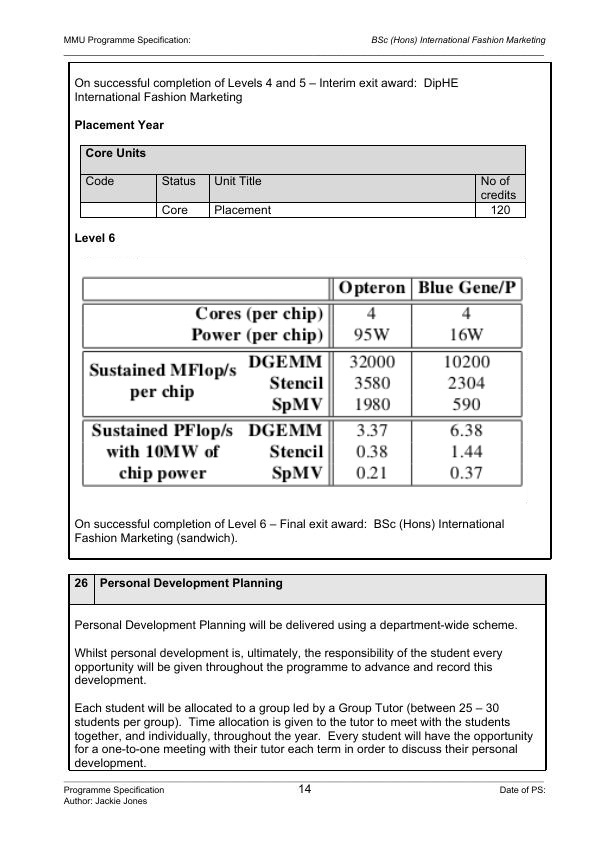 MMU Programme Specification: BSc (Hons) International Fashion Marketing
On successful completion of Levels 4 and 5 – Interim exit award:  DipHE
International Fashion Marketing
Placement Year
Core Units
Code Status Unit Title No of
credits
Core Placement 120
Level 6
Opteron Blue Gene/P
Cores (per chip) 4 4
Power (per chip) 95W 16W
Sustained MFlop/s per chip DGEMM 32000 10200
Stencil 3580 2304
SpMV 1980 590
Sustained PFlop/s DGEMM 3.37 6.38
with 10MW of Stencil 0.38 1.44
chip power SpMV 0.21 0.37
On successful completion of Level 6 – Final exit award:  BSc (Hons) International
Fashion Marketing (sandwich).
26 Personal Development Planning
Personal Development Planning will be delivered using a department-wide scheme.
Whilst personal development is, ultimately, the responsibility of the student every
opportunity will be given throughout the programme to advance and record this
development.
Each student will be allocated to a group led by a Group Tutor (between 25 – 30
students per group).  Time allocation is given to the tutor to meet with the students
together, and individually, throughout the year.  Every student will have the opportunity
for a one-to-one meeting with their tutor each term in order to discuss their personal
development.
Programme Specification 14 Date of PS:
Author: Jackie Jones